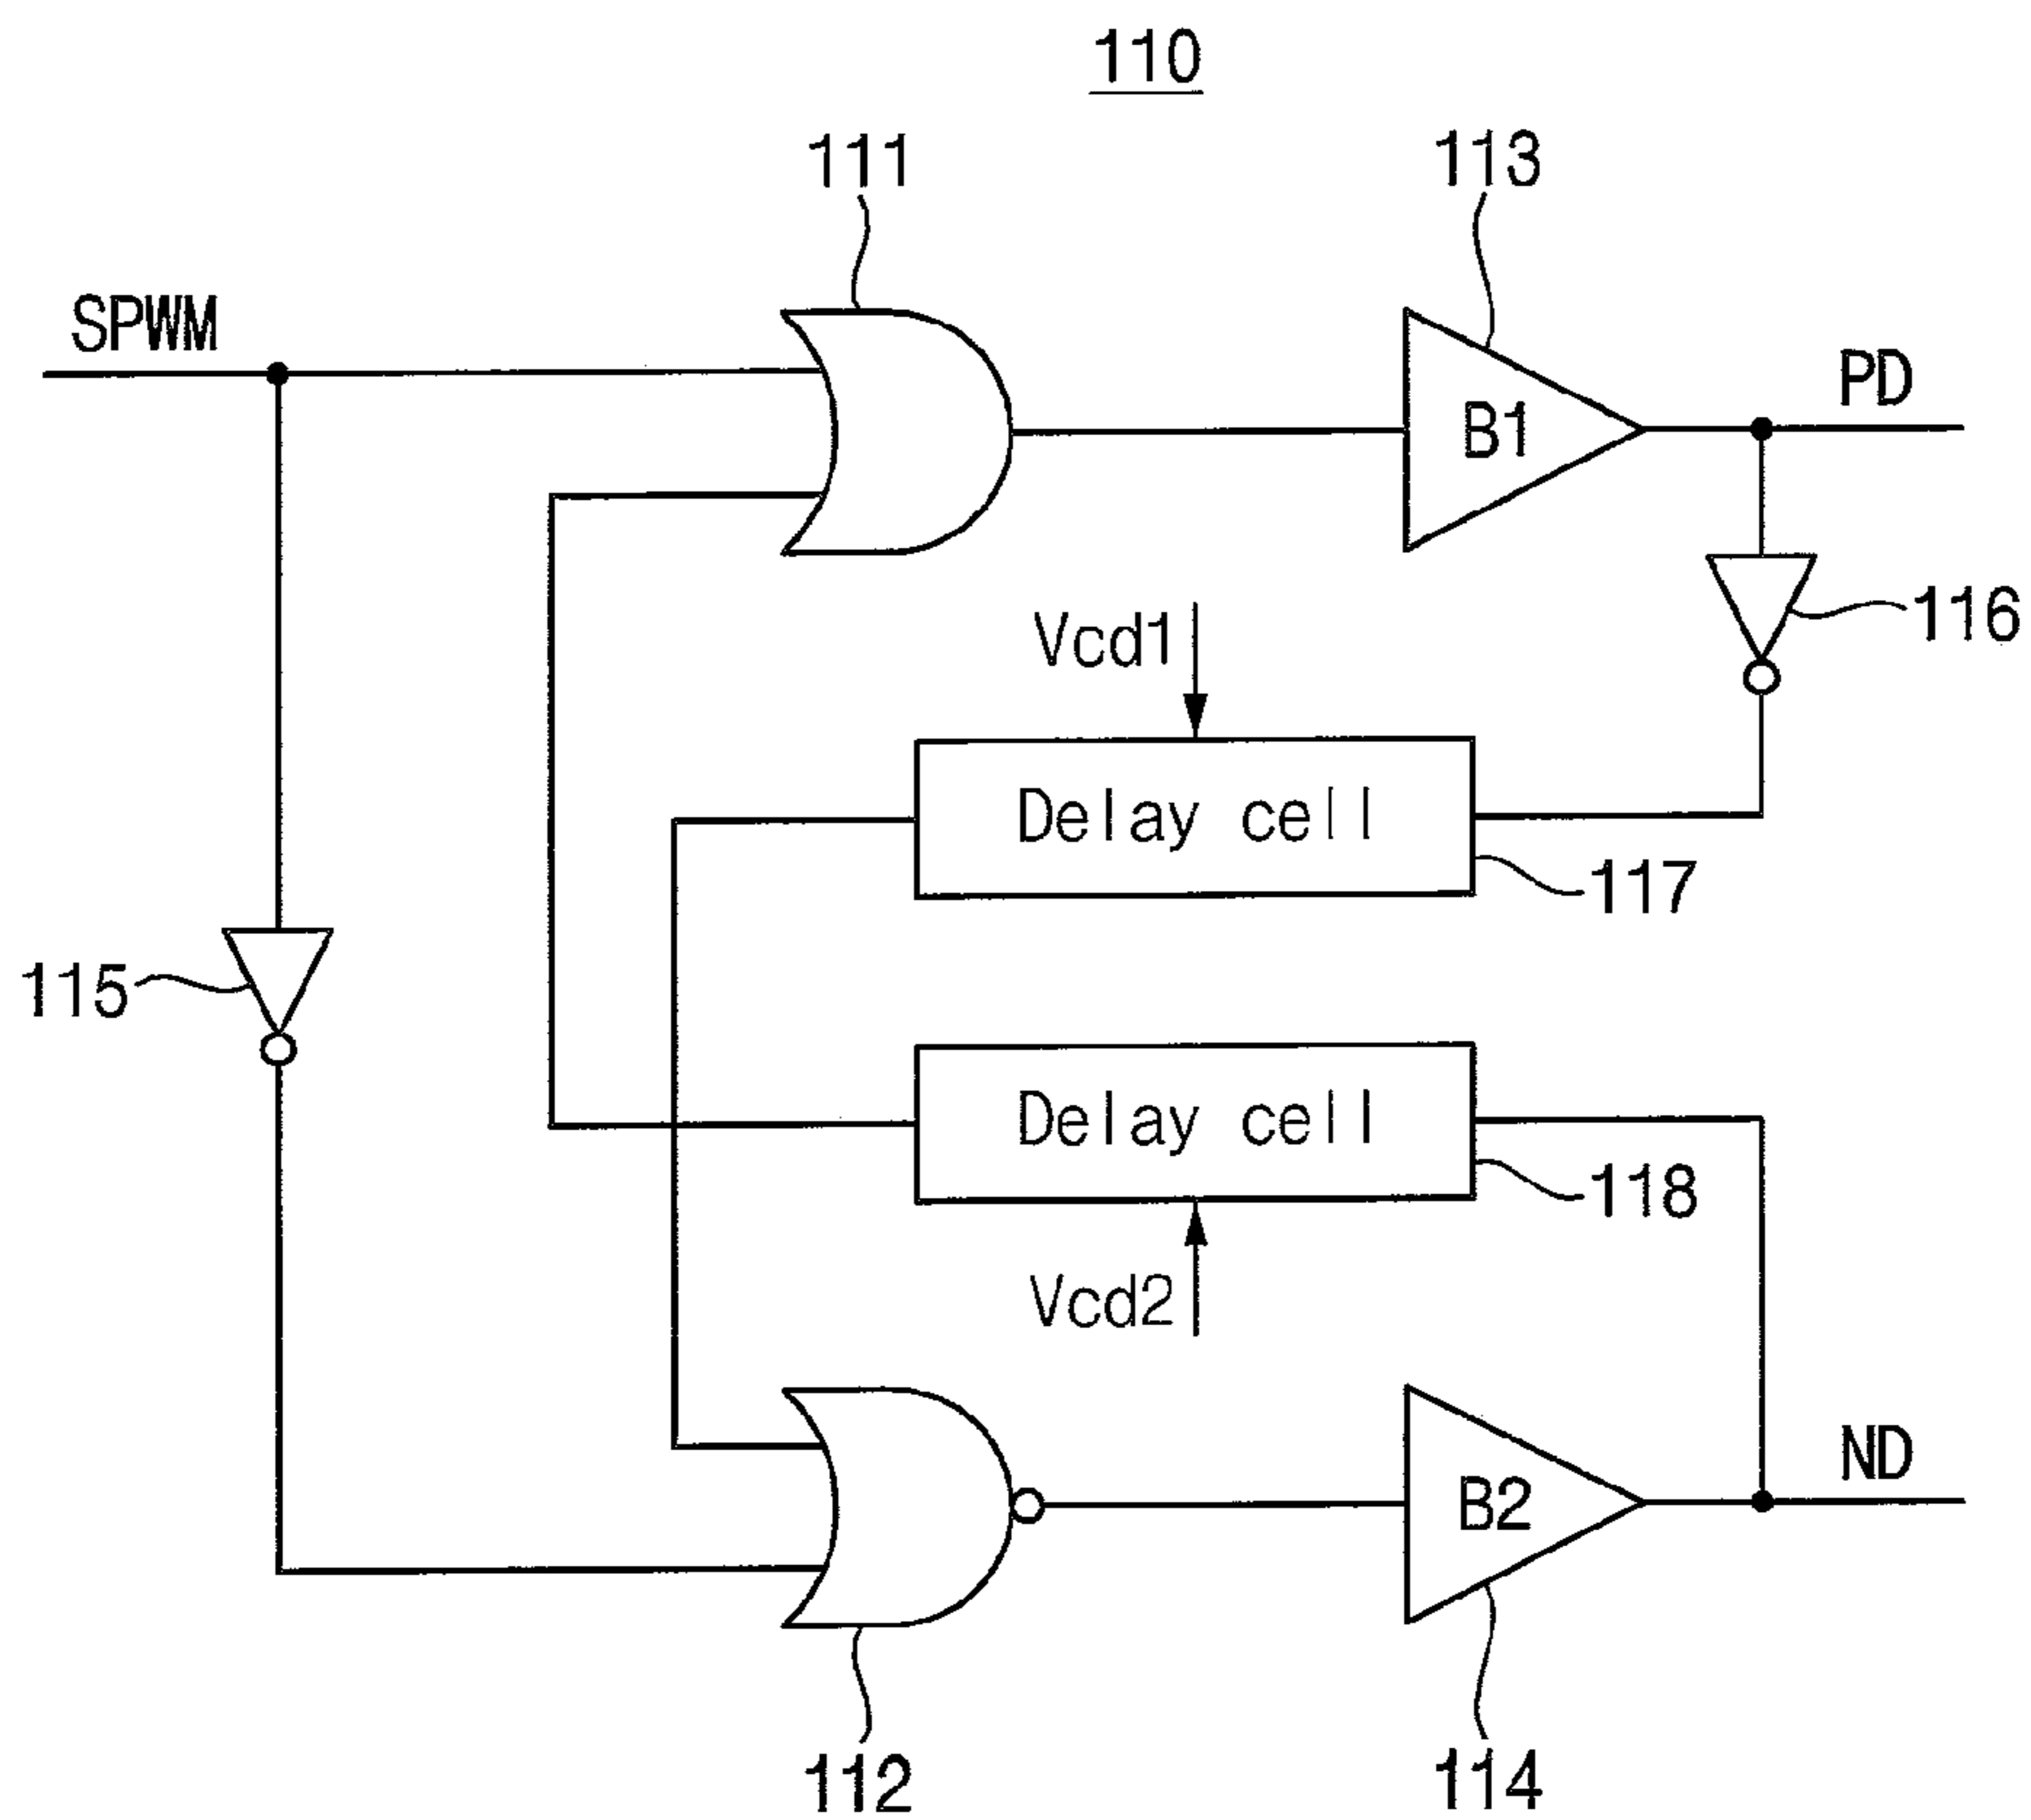 110
111
113
SPWM
PD
B1
116
Vcd1
Delay cell
117
115
Delay cell
118
Vcd2
ND
B2
112
114